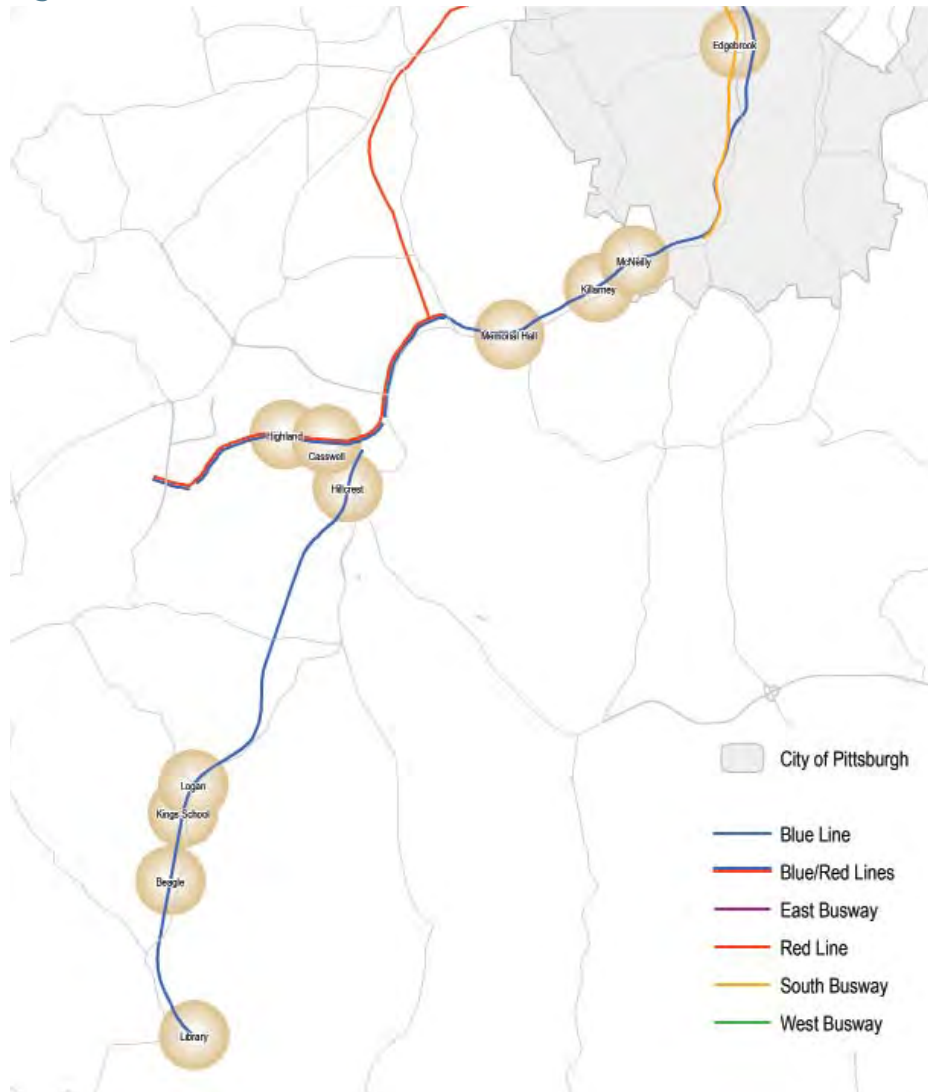 Edgebrook
McNeilly
Killarney
Memorial Hall
Highland
Casswell
Hillcrest
Logan
Kings School
Beagle
Library
City of Pittsburgh
Blue Line
Blue/Red Lines
East Busway
Red Line
South Busway
West Busway